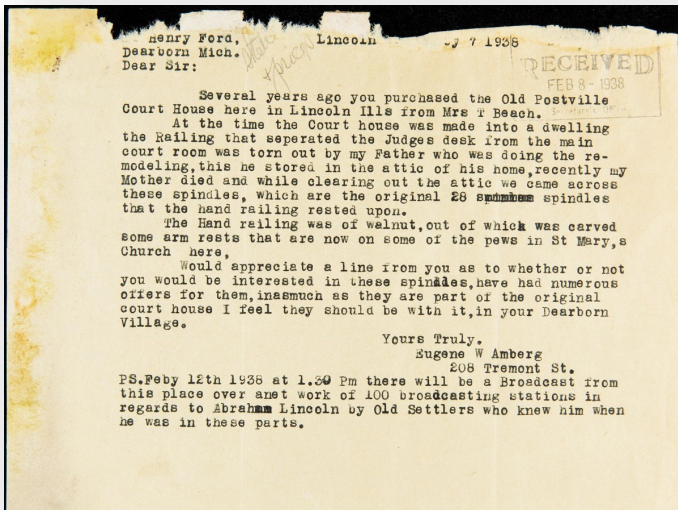 Henry Ford, Lincoln y 7 1938
Dearborn Mich.
Dear Sir:
State
price
RECEIVED
FEB 8 - 1938
Several years ago you purchased the Old Postville
Court House here in Lincoln Ills from Mrs T Beach.
At the time the Court house was made into a dwelling
the Railing that seperated the Judges desk from the main
court room was torn out by my Father who was doing the re-
modeling,this he stored in the attic of his home,recently my
Mother died and while clearing out the attic we came across
these spindles, which are the original 28 spindles
that the hand railing rested upon.
The Hand railing was of walnut,out of which was carved
some arm rests that are now on some of the pews in St Mary,s
Church here,
Would appreciate a line from you as to whether or not
you would be interested in these spindles,have had numerous
offers for them,inasmuch as they are part of the original
court house I feel they should be with it,in your Dearborn
Village.
Yours Truly.
Eugene W Amberg
208 Tremont St.
PS.Feby 12th 1938 at 1.30 Pm there will be a Broadcast from
this place over anet work of 100 broadcasting stations in
regards to Abraham Lincoln by Old Settlers who knew him when
he was in these parts.